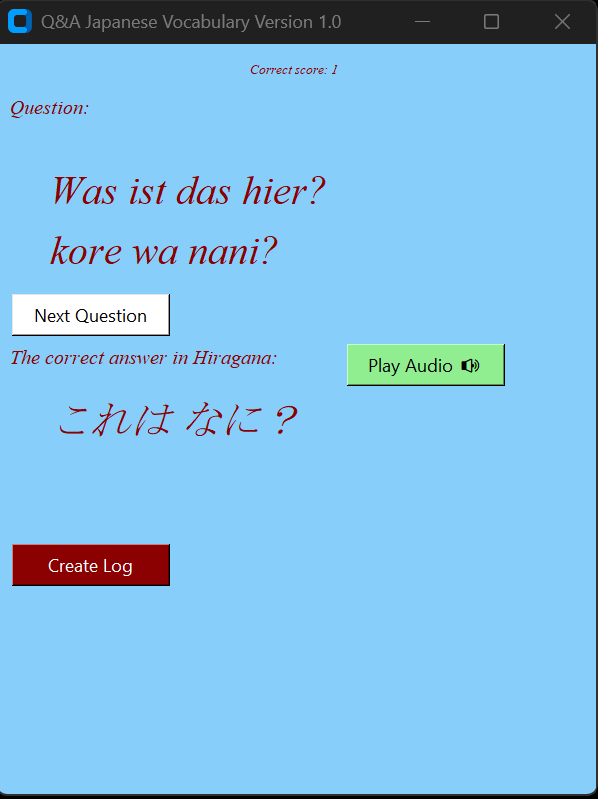 Q&A Japanese Vocabulary Version 1.0
Correct score: 1
Question:
Was ist das hier?
kore wa nani?
Next Question
The correct answer in Hiragana:
Play Audio
これは なに？
Create Log